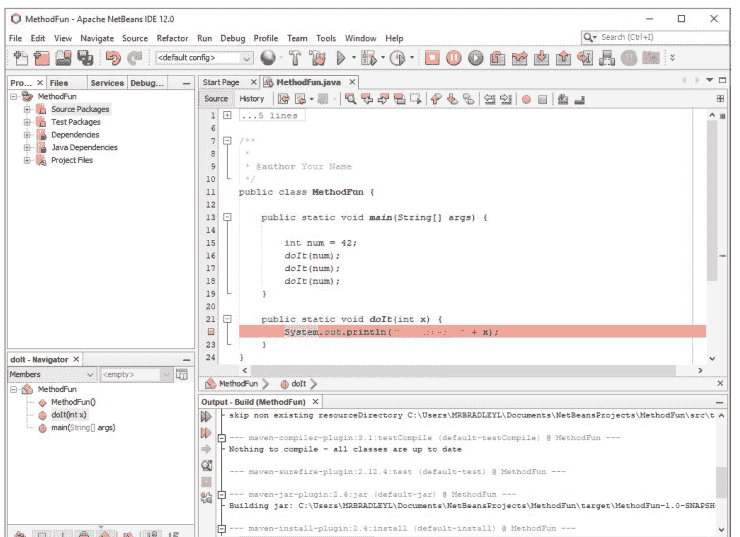 MethodFun - Apache NetBeans IDE 12.0
File Edit View Navigate Source Refactor Run Debug Profile Team Tools Window Help
Search (Ctrl+I)
<default config>
Pro... × Files Services Debug...
MethodFun
Source Packages
Test Packages
Dependencies
Java Dependencies
Project Files
Start Page × MethodFun.java ×
Source History
1 ...5 lines
6
7 /**
8 *
9 * @author Your Name
10 */
11 public class MethodFun {
12
13 public static void main(String[] args) {
14
15 int num = 42;
16 doIt(num);
17 doIt(num);
18 doIt(num);
19 }
20
21 public static void doIt(int x) {
System.out.println(" " + x);
23 }
24 }
MethodFun doIt
doIt - Navigator ×
Members <empty>
MethodFun
MethodFun()
doIt(int x)
main(String[] args)
Output - Build (MethodFun) ×
skip non existing resourceDirectory C:\Users\MRBRADLEYL\Documents\NetBeansProjects\MethodFun\src\t
--- maven-compiler-plugin:3.1:testCompile (default-testCompile) @ MethodFun ---
Nothing to compile - all classes are up to date
--- maven-surefire-plugin:2.12.4:test (default-test) @ MethodFun ---
--- maven-jar-plugin:2.4:jar (default-jar) @ MethodFun ---
Building jar: C:\Users\MRBRADLEYL\Documents\NetBeansProjects\MethodFun\target\MethodFun-1.0-SNAPSH
--- maven-install-plugin:2.4:install (default-install) @ MethodFun ---